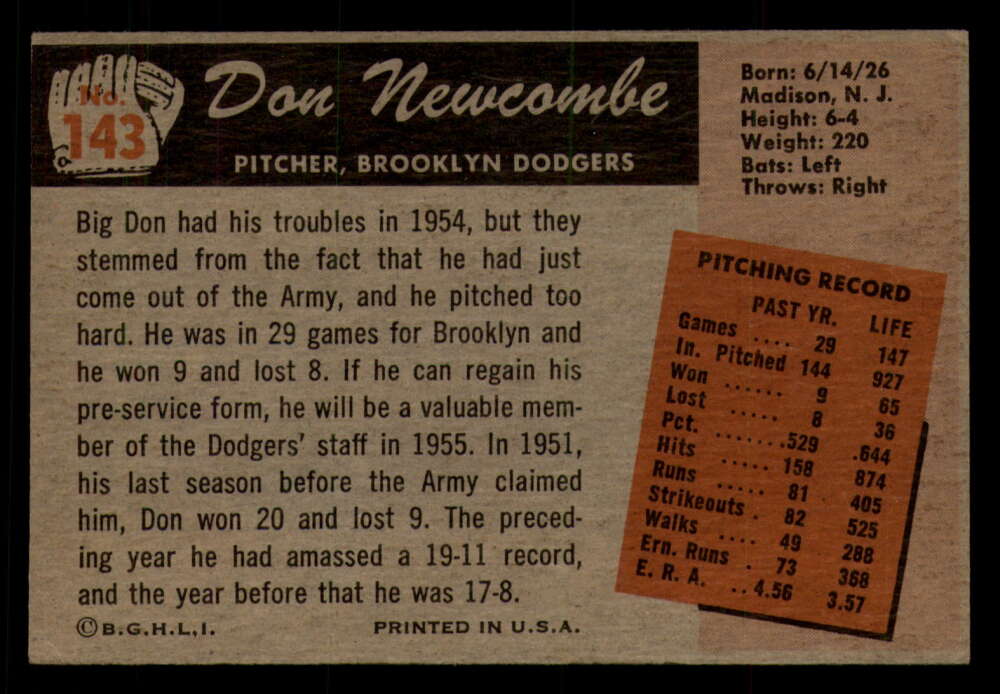 No.
143
Don Newcombe
PITCHER, BROOKLYN DODGERS
Born: 6/14/26
Madison, N. J.
Height: 6-4
Weight: 220
Bats: Left
Throws: Right
Big Don had his troubles in 1954, but they
stemmed from the fact that he had just
come out of the Army, and he pitched too
hard. He was in 29 games for Brooklyn and
he won 9 and lost 8. If he can regain his
pre-service form, he will be a valuable mem-
ber of the Dodgers' staff in 1955. In 1951,
his last season before the Army claimed
him, Don won 20 and lost 9. The preced-
ing year he had amassed a 19-11 record,
and the year before that he was 17-8.
PITCHING RECORD
PAST YR. LIFE
Games .... 29 147
In. Pitched 144 927
Won ...... 9 65
Lost ..... 8 36
Pct. .......529 .644
Hits ..... 158 874
Runs ..... 81 405
Strikeouts . 82 525
Walks .... 49 288
Ern. Runs . 73 368
E. R. A. .. 4.56 3.57
©B.G.H.L.I. PRINTED IN U.S.A.